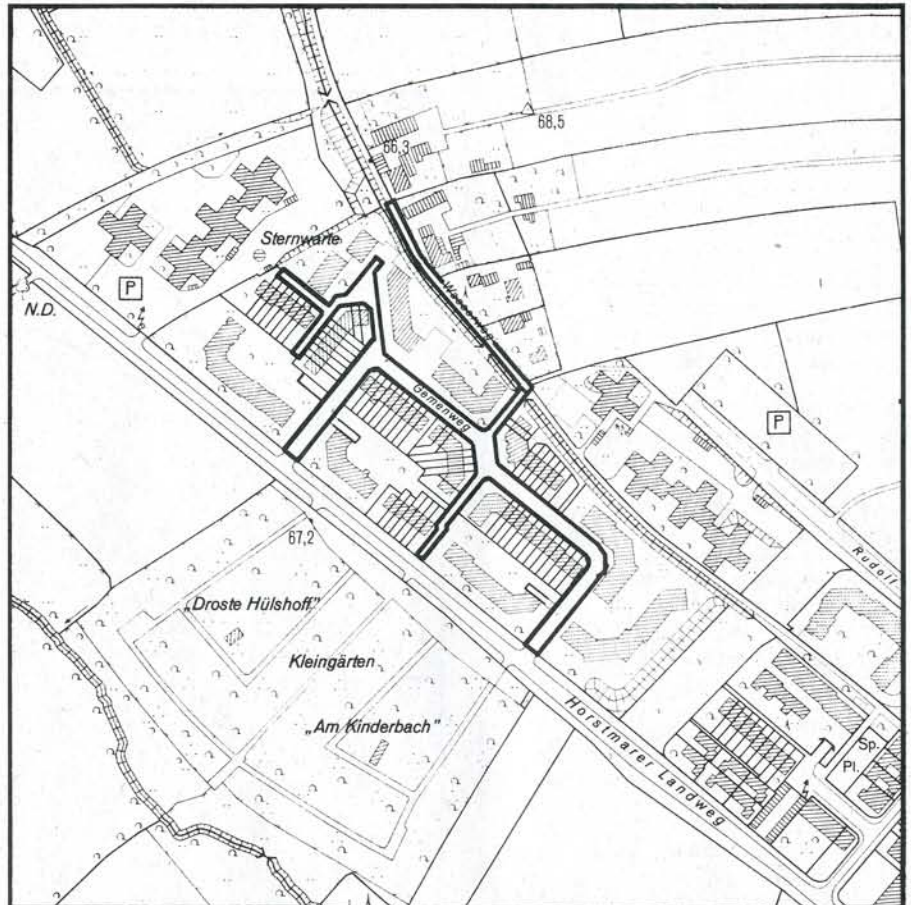 68,5
66,3
Sternwarte
P
N.D.
Gemenweg
P
67,2
Rudolf
„Droste Hülshoff"
Kleingärten
„Am Kinderbach"
Horstmarer Landweg
Sp.
Pl.